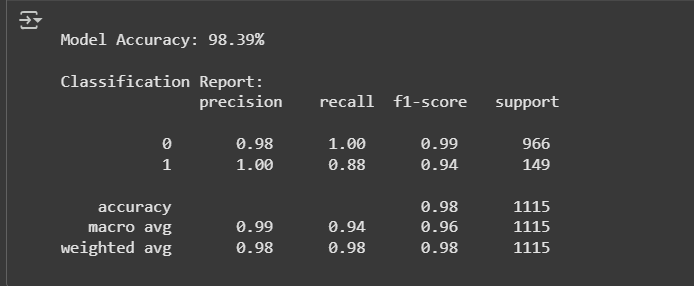 Model Accuracy: 98.39%
Classification Report:
precision recall f1-score support
0 0.98 1.00 0.99 966
1 1.00 0.88 0.94 149
accuracy 0.98 1115
macro avg 0.99 0.94 0.96 1115
weighted avg 0.98 0.98 0.98 1115